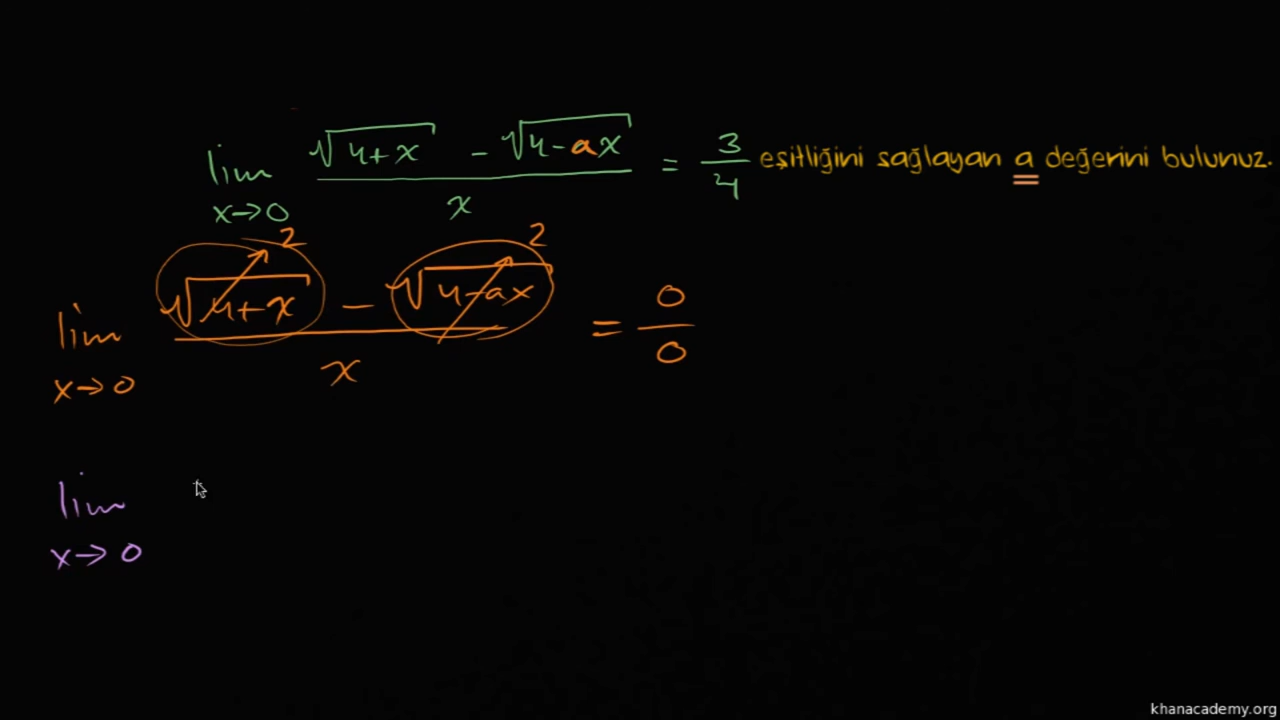 lim x→0 (√(4+x) - √(4-ax)) / x = 3/4 eşitliğini sağlayan a değerini bulunuz.
lim x→0 (√(4+x) - √(4-ax)) / x = 0/0
2 2
lim x→0
khanacademy.org